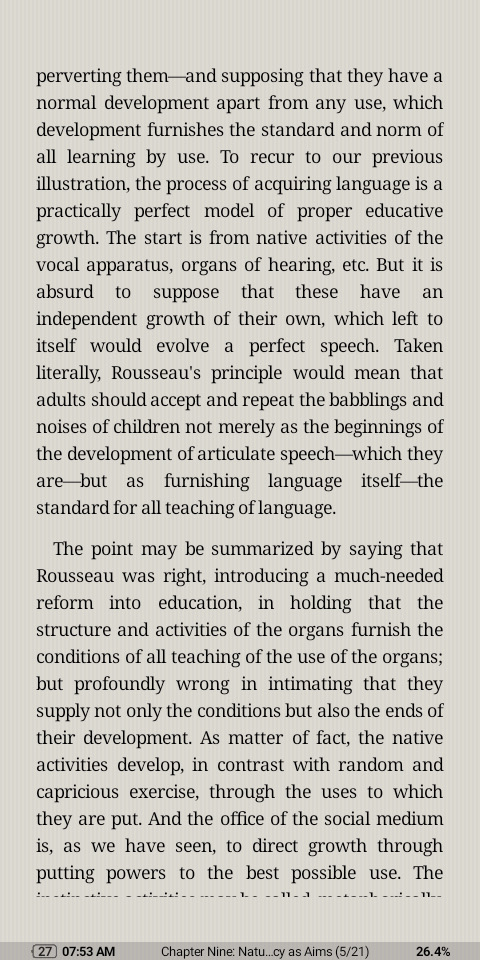 perverting them—and supposing that they have a
normal development apart from any use, which
development furnishes the standard and norm of
all learning by use. To recur to our previous
illustration, the process of acquiring language is a
practically perfect model of proper educative
growth. The start is from native activities of the
vocal apparatus, organs of hearing, etc. But it is
absurd to suppose that these have an
independent growth of their own, which left to
itself would evolve a perfect speech. Taken
literally, Rousseau's principle would mean that
adults should accept and repeat the babblings and
noises of children not merely as the beginnings of
the development of articulate speech—which they
are—but as furnishing language itself—the
standard for all teaching of language.
The point may be summarized by saying that
Rousseau was right, introducing a much-needed
reform into education, in holding that the
structure and activities of the organs furnish the
conditions of all teaching of the use of the organs;
but profoundly wrong in intimating that they
supply not only the conditions but also the ends of
their development. As matter of fact, the native
activities develop, in contrast with random and
capricious exercise, through the uses to which
they are put. And the office of the social medium
is, as we have seen, to direct growth through
putting powers to the best possible use. The
instinctive activities may be called, metaphorically,
27 07:53 AM Chapter Nine: Natu...cy as Aims (5/21) 26.4%